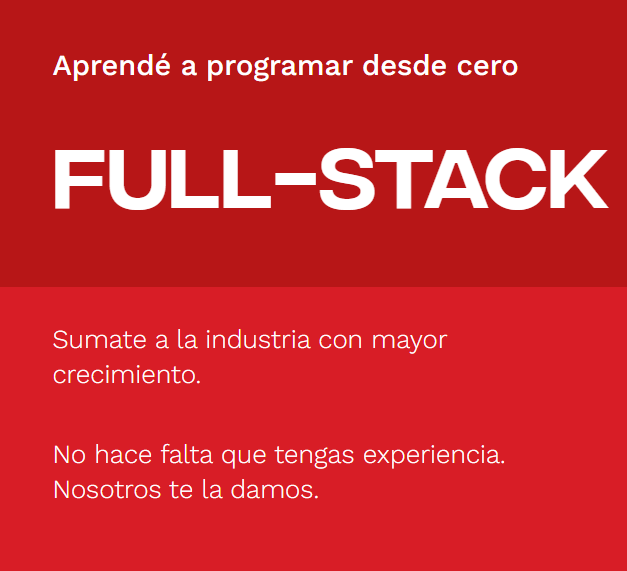 Aprendé a programar desde cero
FULL-STACK
Sumate a la industria con mayor
crecimiento.
No hace falta que tengas experiencia.
Nosotros te la damos.